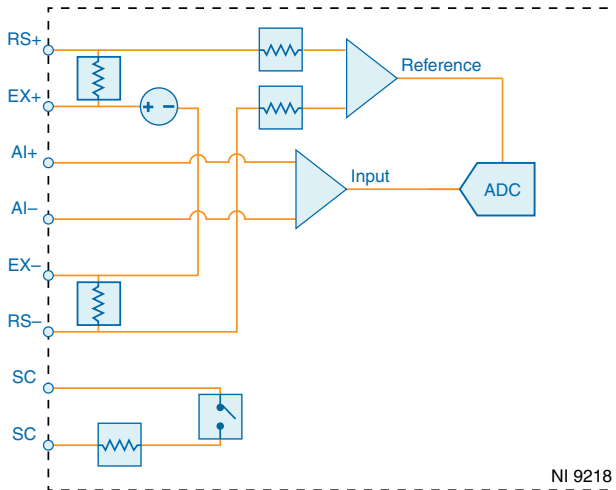 RS+
EX+
AI+
AI–
EX–
RS–
SC
SC
+ –
Reference
Input
ADC
NI 9218